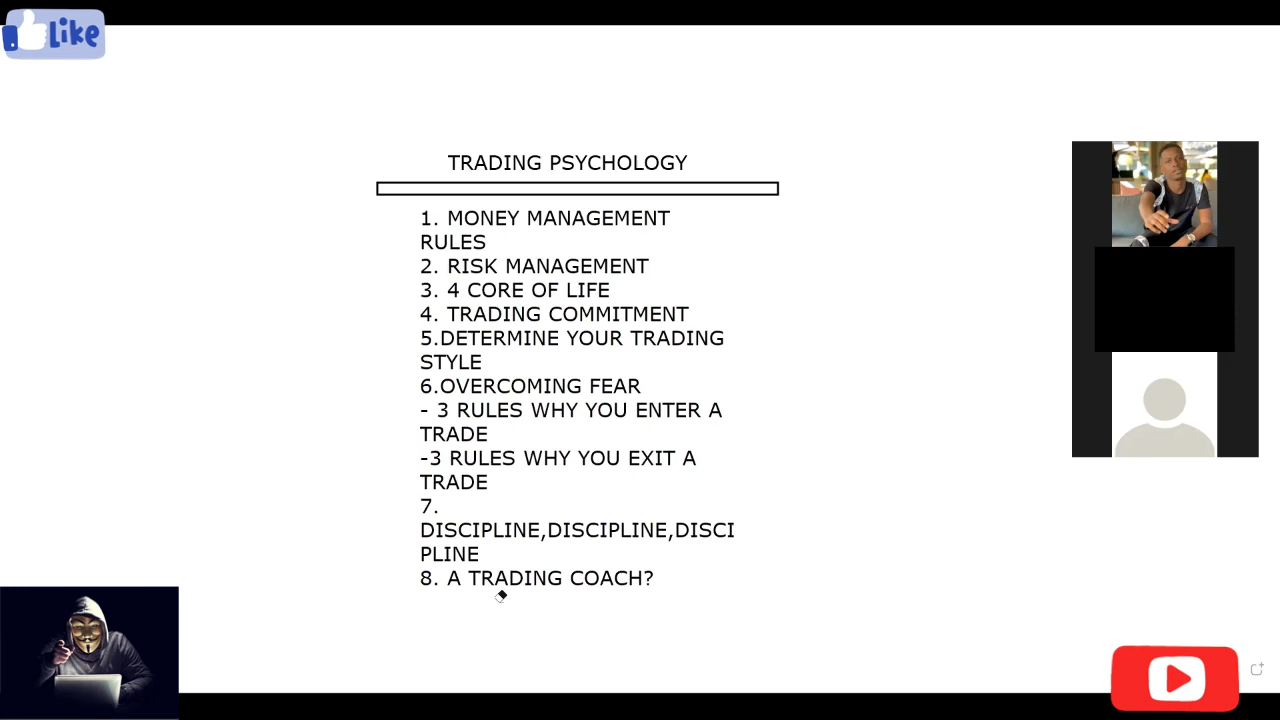 Like
TRADING PSYCHOLOGY
1. MONEY MANAGEMENT
RULES
2. RISK MANAGEMENT
3. 4 CORE OF LIFE
4. TRADING COMMITMENT
5.DETERMINE YOUR TRADING
STYLE
6.OVERCOMING FEAR
- 3 RULES WHY YOU ENTER A
TRADE
-3 RULES WHY YOU EXIT A
TRADE
7.
DISCIPLINE,DISCIPLINE,DISCI
PLINE
8. A TRADING COACH?